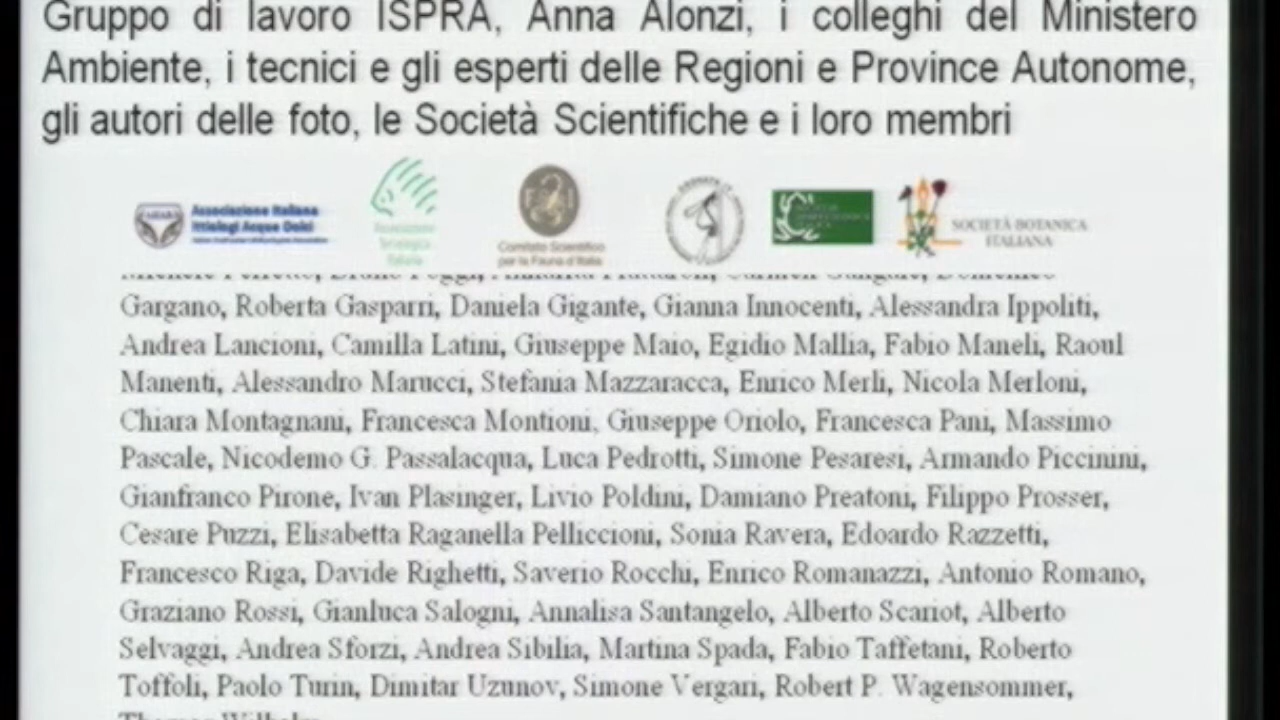 Gruppo di lavoro ISPRA, Anna Alonzi, i colleghi del Ministero
Ambiente, i tecnici e gli esperti delle Regioni e Province Autonome,
gli autori delle foto, le Società Scientifiche e i loro membri
Associazione Italiana
Ittiologi Acque Dolci
Associazione
Teriologica
Italiana
Comitato Scientifico
per la Fauna d'Italia
SOCIETÀ BOTANICA
ITALIANA
Gargano, Roberta Gasparri, Daniela Gigante, Gianna Innocenti, Alessandra Ippoliti,
Andrea Lancioni, Camilla Latini, Giuseppe Maio, Egidio Mallia, Fabio Maneli, Raoul
Manenti, Alessandro Marucci, Stefania Mazzaracca, Enrico Merli, Nicola Merloni,
Chiara Montagnani, Francesca Montioni, Giuseppe Oriolo, Francesca Pani, Massimo
Pascale, Nicodemo G. Passalacqua, Luca Pedrotti, Simone Pesaresi, Armando Piccinini,
Gianfranco Pirone, Ivan Plasinger, Livio Poldini, Damiano Preatoni, Filippo Prosser,
Cesare Puzzi, Elisabetta Raganella Pelliccioni, Sonia Ravera, Edoardo Razzetti,
Francesco Riga, Davide Righetti, Saverio Rocchi, Enrico Romanazzi, Antonio Romano,
Graziano Rossi, Gianluca Salogni, Annalisa Santangelo, Alberto Scariot, Alberto
Selvaggi, Andrea Sforzi, Andrea Sibilia, Martina Spada, Fabio Taffetani, Roberto
Toffoli, Paolo Turin, Dimitar Uzunov, Simone Vergari, Robert P. Wagensommer,